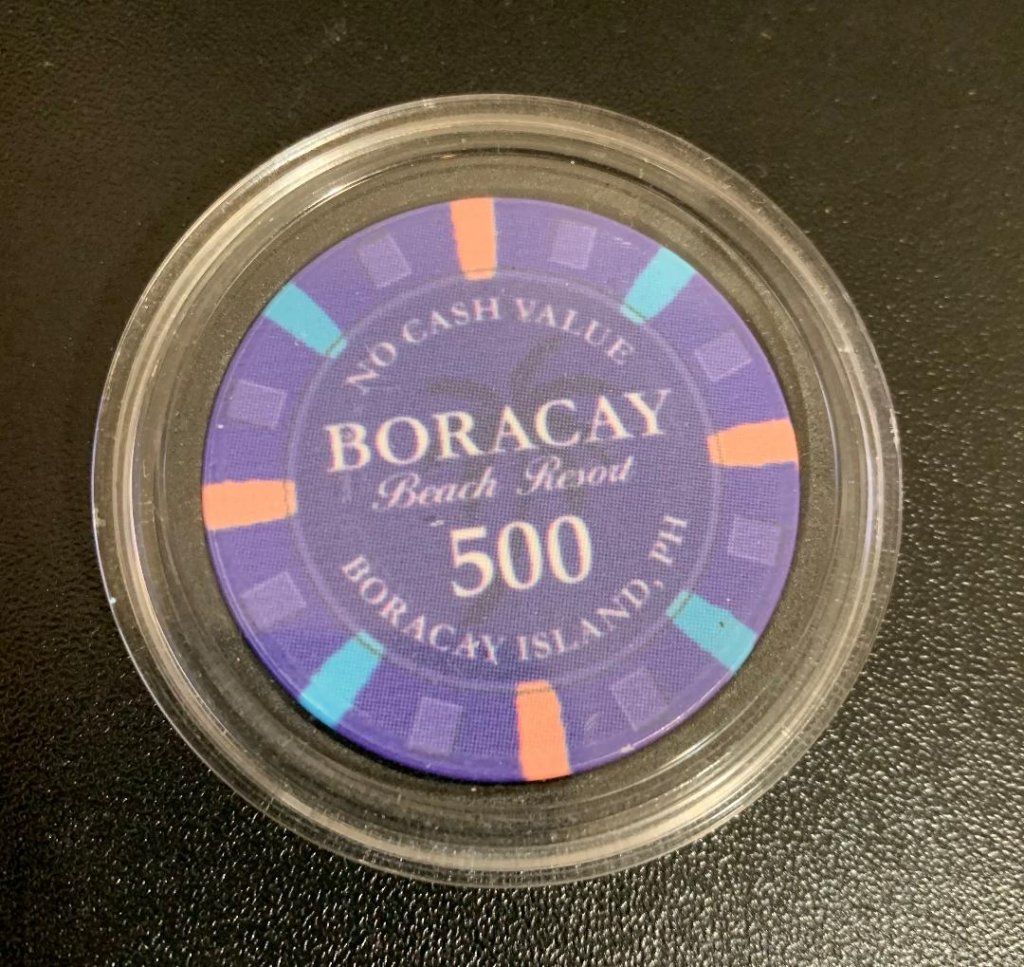 NO CASH VALUE
BORACAY
Beach Resort
500
BORACAY ISLAND, PH